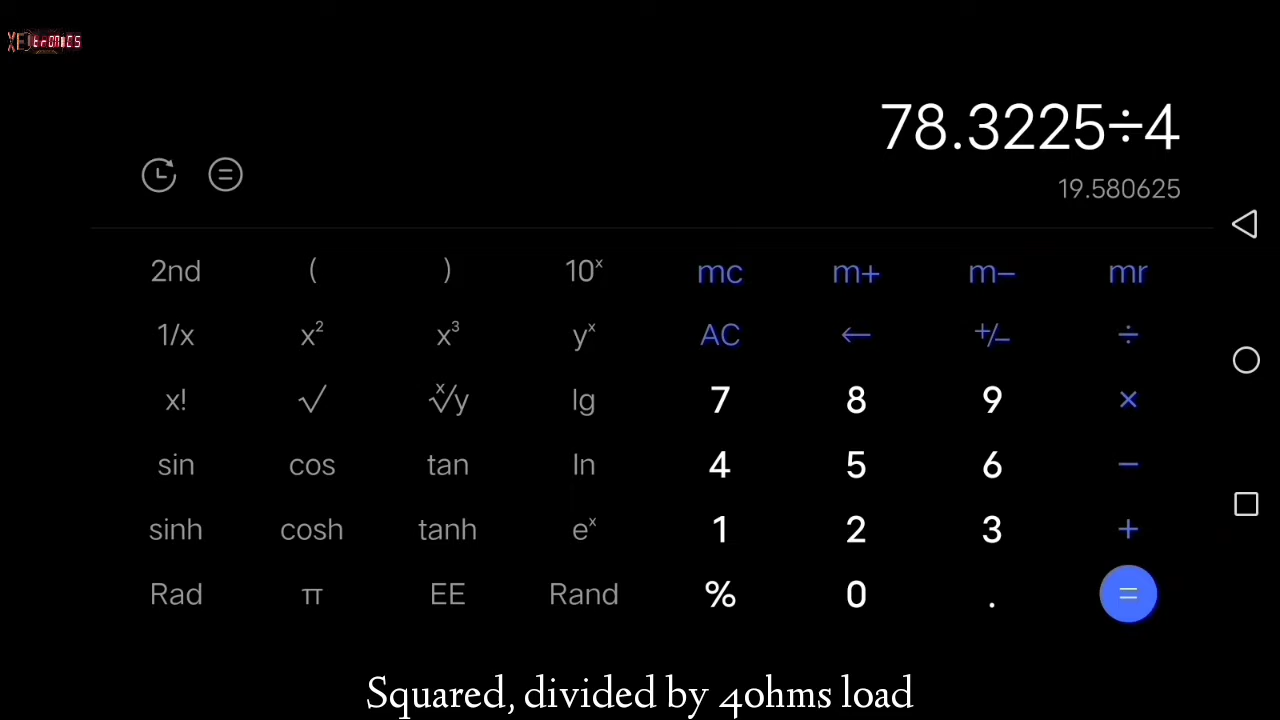 78.3225÷4
19.580625
2nd ( ) 10ˣ mc m+ m− mr
1/x x² x³ yˣ AC ← +/− ÷
x! √ ˣ√y lg 7 8 9 ×
sin cos tan ln 4 5 6 −
sinh cosh tanh eˣ 1 2 3 +
Rad π EE Rand % 0 . =
Squared, divided by 4ohms load